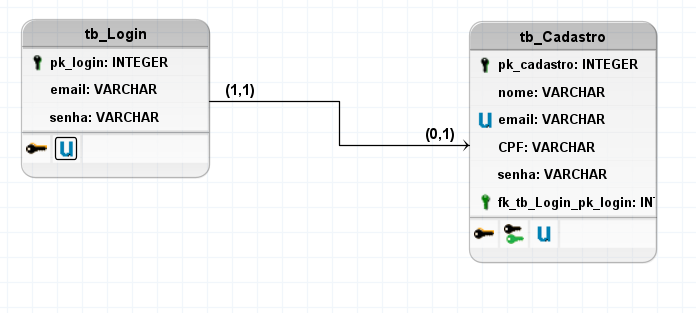 tb_Login
pk_login: INTEGER
email: VARCHAR
senha: VARCHAR
U
(1,1)
(0,1)
tb_Cadastro
pk_cadastro: INTEGER
nome: VARCHAR
U email: VARCHAR
CPF: VARCHAR
senha: VARCHAR
fk_tb_Login_pk_login: INT
U